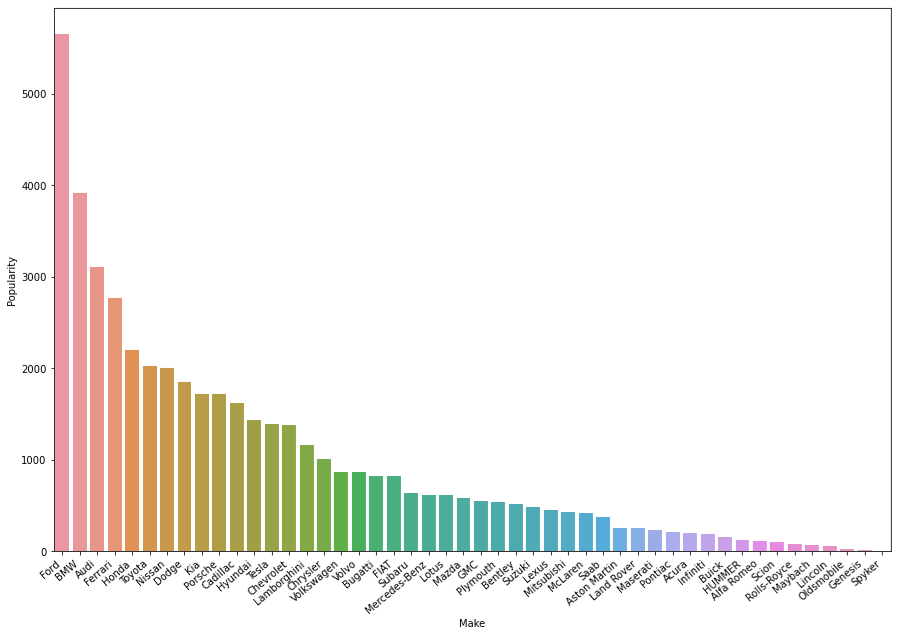 5000
4000
3000
2000
1000
0
Popularity
Ford
BMW
Audi
Ferrari
Honda
Toyota
Nissan
Dodge
Kia
Porsche
Cadillac
Hyundai
Tesla
Chevrolet
Lamborghini
Chrysler
Volkswagen
Volvo
Bugatti
FIAT
Subaru
Mercedes-Benz
Lotus
Mazda
GMC
Plymouth
Bentley
Suzuki
Lexus
Mitsubishi
McLaren
Saab
Aston Martin
Land Rover
Maserati
Pontiac
Acura
Infiniti
Buick
HUMMER
Alfa Romeo
Scion
Rolls-Royce
Maybach
Lincoln
Oldsmobile
Genesis
Spyker
Make